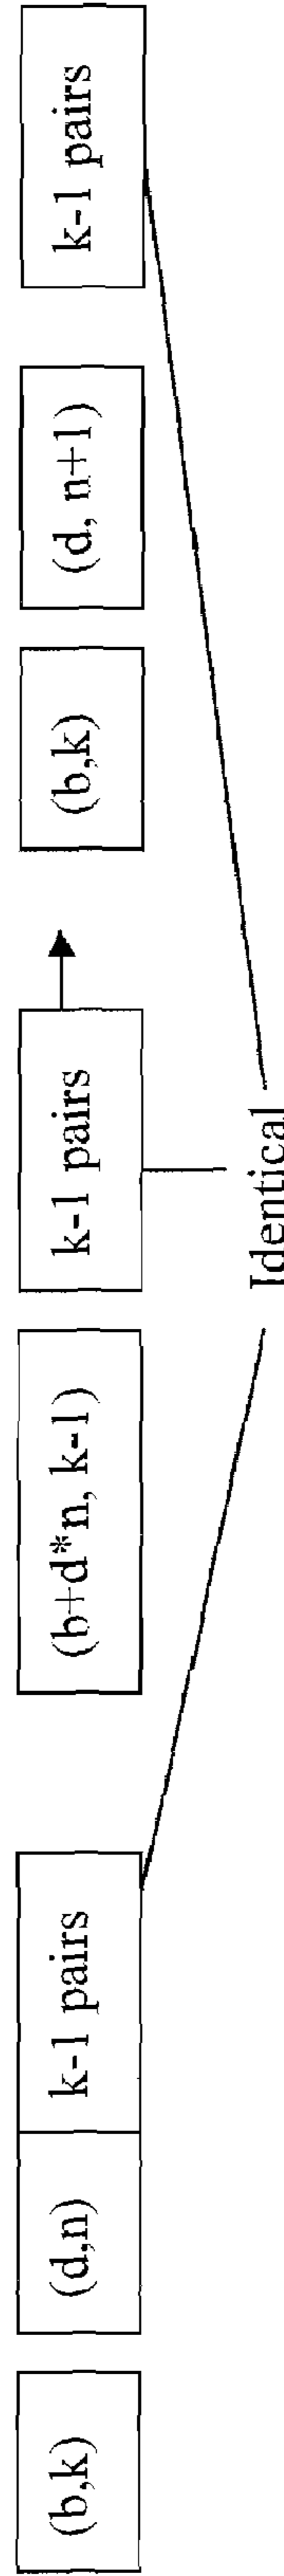 (b,k)
(d,n)
k-1 pairs
(b+d*n, k-1)
k-1 pairs
(b,k)
(d, n+1)
k-1 pairs
Identical